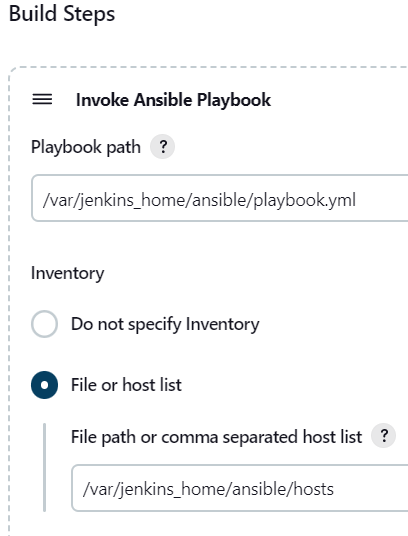 Build Steps
Invoke Ansible Playbook
Playbook path ?
/var/jenkins_home/ansible/playbook.yml
Inventory
Do not specify Inventory
File or host list
File path or comma separated host list ?
/var/jenkins_home/ansible/hosts